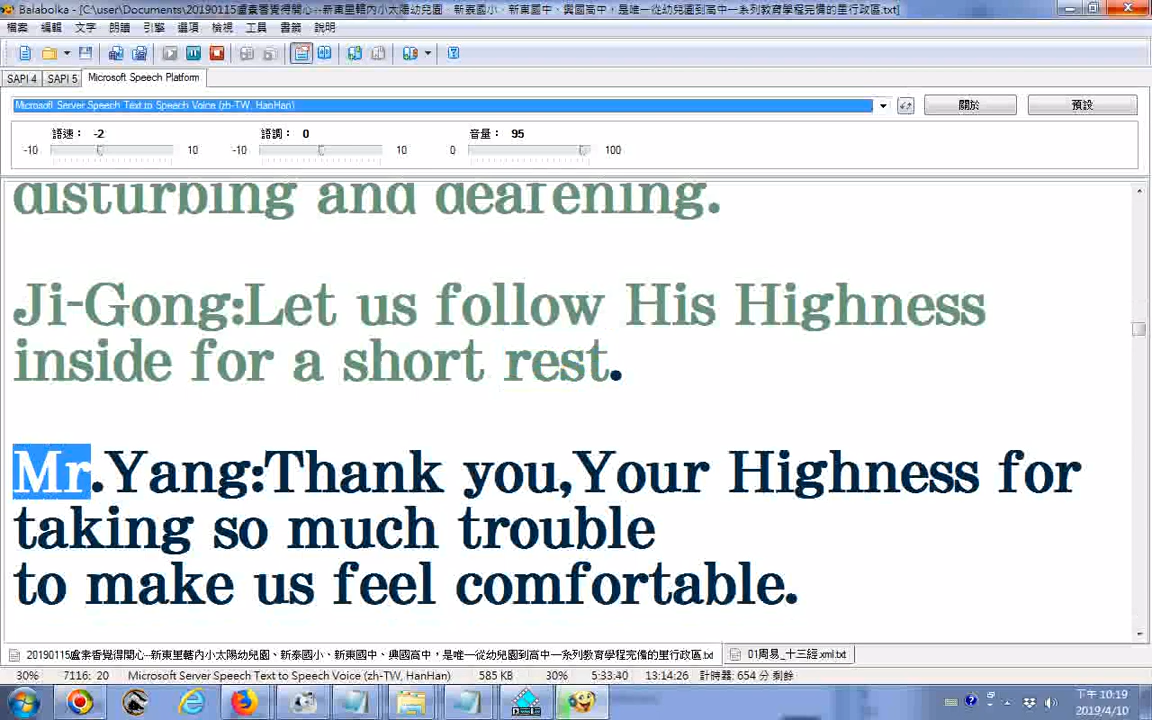 Balabolka - [C:\user\Documents\20190115盧素香覺得開心--新東里轄內小太陽幼兒園、新泰國小、新東國中、興國高中，是唯一從幼兒園到高中一系列教育學程完備的里行政區.txt]
檔案 編輯 文字 朗讀 引擎 選項 檢視 工具 書籤 說明
SAPI 4 SAPI 5 Microsoft Speech Platform
Microsoft Server Speech Text to Speech Voice (zh-TW, HanHan) 關於 預設
語速： -2 語調： 0 音量： 95
-10 10 -10 10 0 100
disturbing and deafening.
Ji-Gong:Let us follow His Highness
inside for a short rest.
Mr.Yang:Thank you,Your Highness for
taking so much trouble
to make us feel comfortable.
20190115盧素香覺得開心--新東里轄內小太陽幼兒園、新泰國小、新東國中、興國高中，是唯一從幼兒園到高中一系列教育學程完備的里行政區.txt 01周易_十三經.xml.txt
30% 7116: 20 Microsoft Server Speech Text to Speech Voice (zh-TW, HanHan) 585 KB 30% 5:33:40 13:14:26 計時器: 654 分 剩餘
下午 10:19
2019/4/10